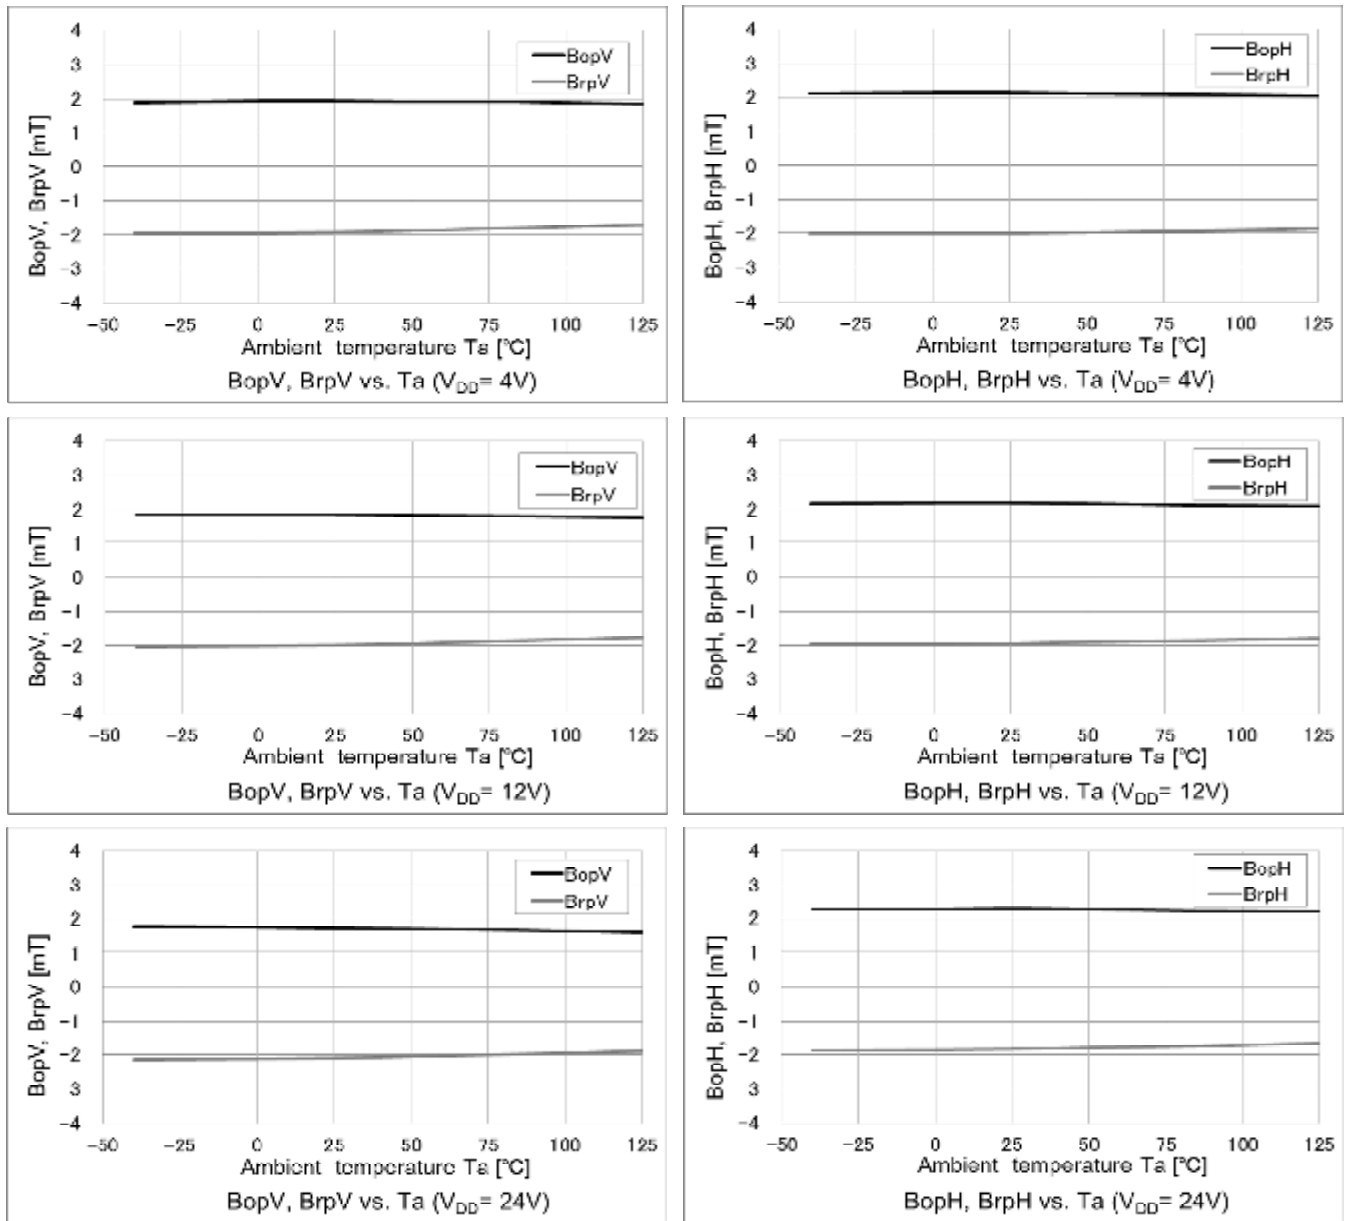 4
3
2
1
0
-1
-2
-3
-4
BopV
BrpV
BopV, BrpV [mT]
-50 -25 0 25 50 75 100 125
Ambient temperature Ta [℃]
BopV, BrpV vs. Ta (VDD= 4V)
4
3
2
1
0
-1
-2
-3
-4
BopH
BrpH
BopH, BrpH [mT]
-50 -25 0 25 50 75 100 125
Ambient temperature Ta [℃]
BopH, BrpH vs. Ta (VDD= 4V)
4
3
2
1
0
-1
-2
3
-4
BopV
BrpV
BopV, BrpV [mT]
-50 -25 0 25 50 75 100 125
Ambient temperature Ta [℃]
BopV, BrpV vs. Ta (VDD= 12V)
4
3
2
1
0
-1
-2
3
-4
BopH
BrpH
BopH, BrpH [mT]
-50 -25 0 25 50 75 100 125
Ambient temperature Ta [℃]
BopH, BrpH vs. Ta (VDD= 12V)
4
3
2
1
0
-1
-2
3
-4
BopV
BrpV
BopV, BrpV [mT]
-50 -25 0 25 50 75 100 125
Ambient temperature Ta [℃]
BopV, BrpV vs. Ta (VDD= 24V)
4
3
2
1
0
-1
-2
3
-4
BopH
BrpH
BopH, BrpH [mT]
-50 -25 0 25 50 75 100 125
Ambient temperature Ta [℃]
BopH, BrpH vs. Ta (VDD= 24V)